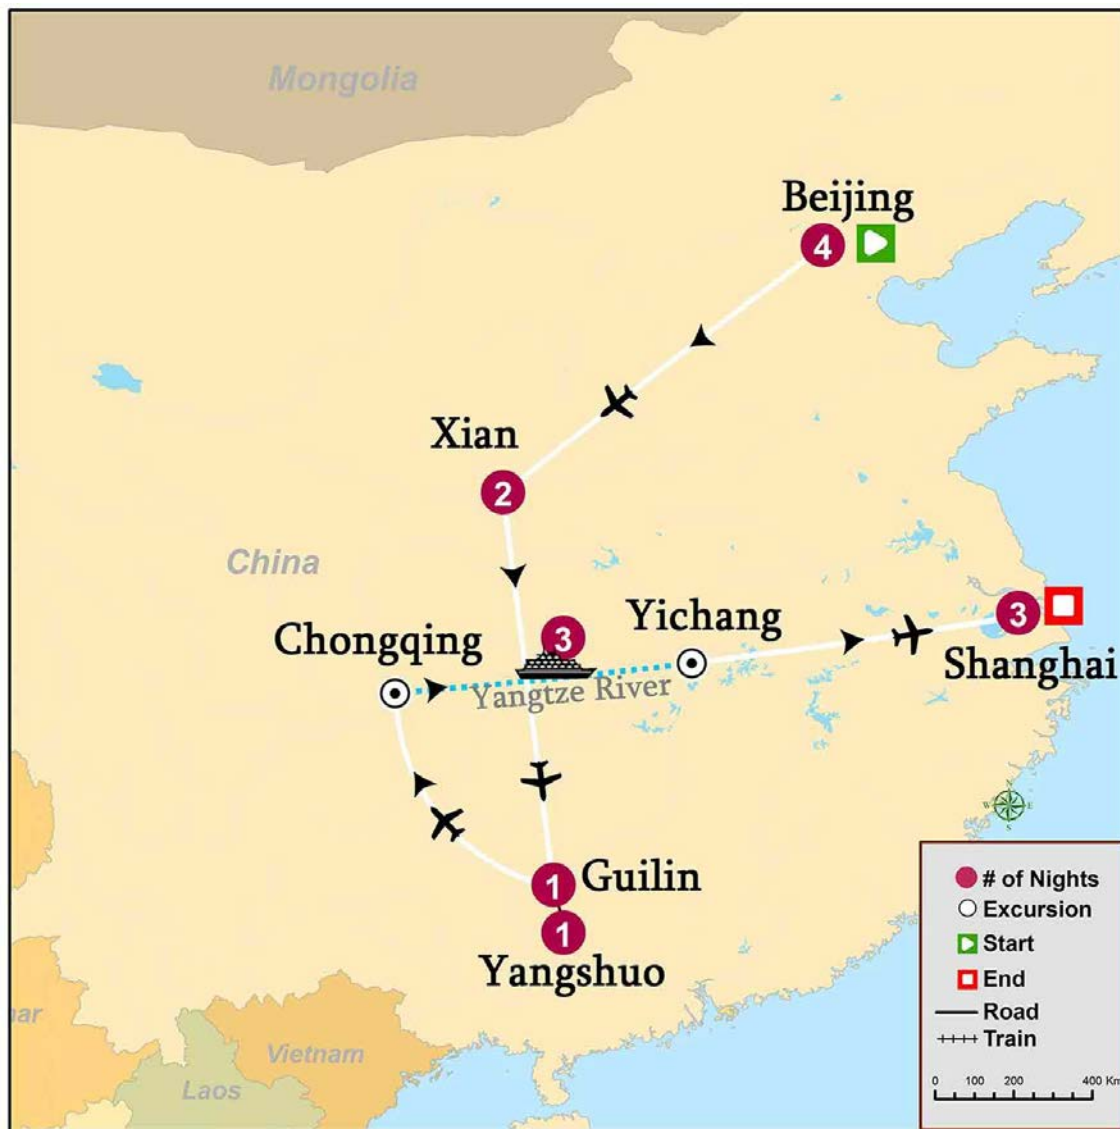 Mongolia
Beijing
4
Xian
2
China
Chongqing
3
Yichang
3
Shanghai
Yangtze River
1
Guilin
1
Yangshuo
N
W
E
S
# of Nights
Excursion
Start
End
Road
Train
0 100 200 400 Km
ar
Vietnam
Laos